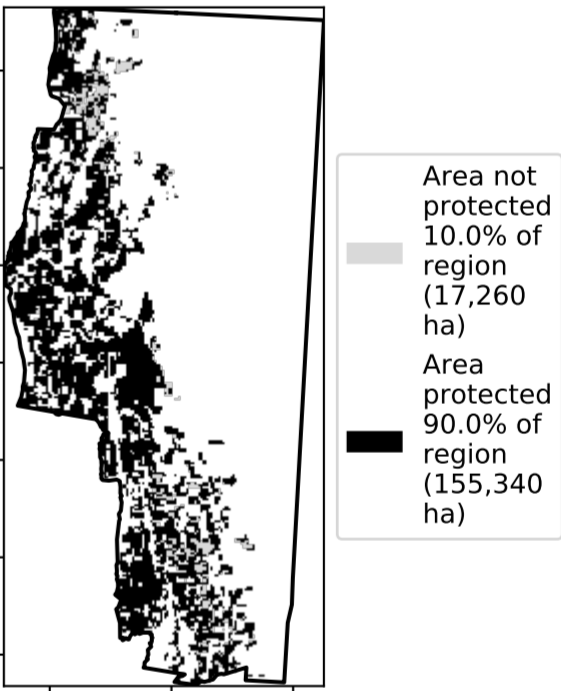 Area not
protected
10.0% of
region
(17,260
ha)
Area
protected
90.0% of
region
(155,340
ha)